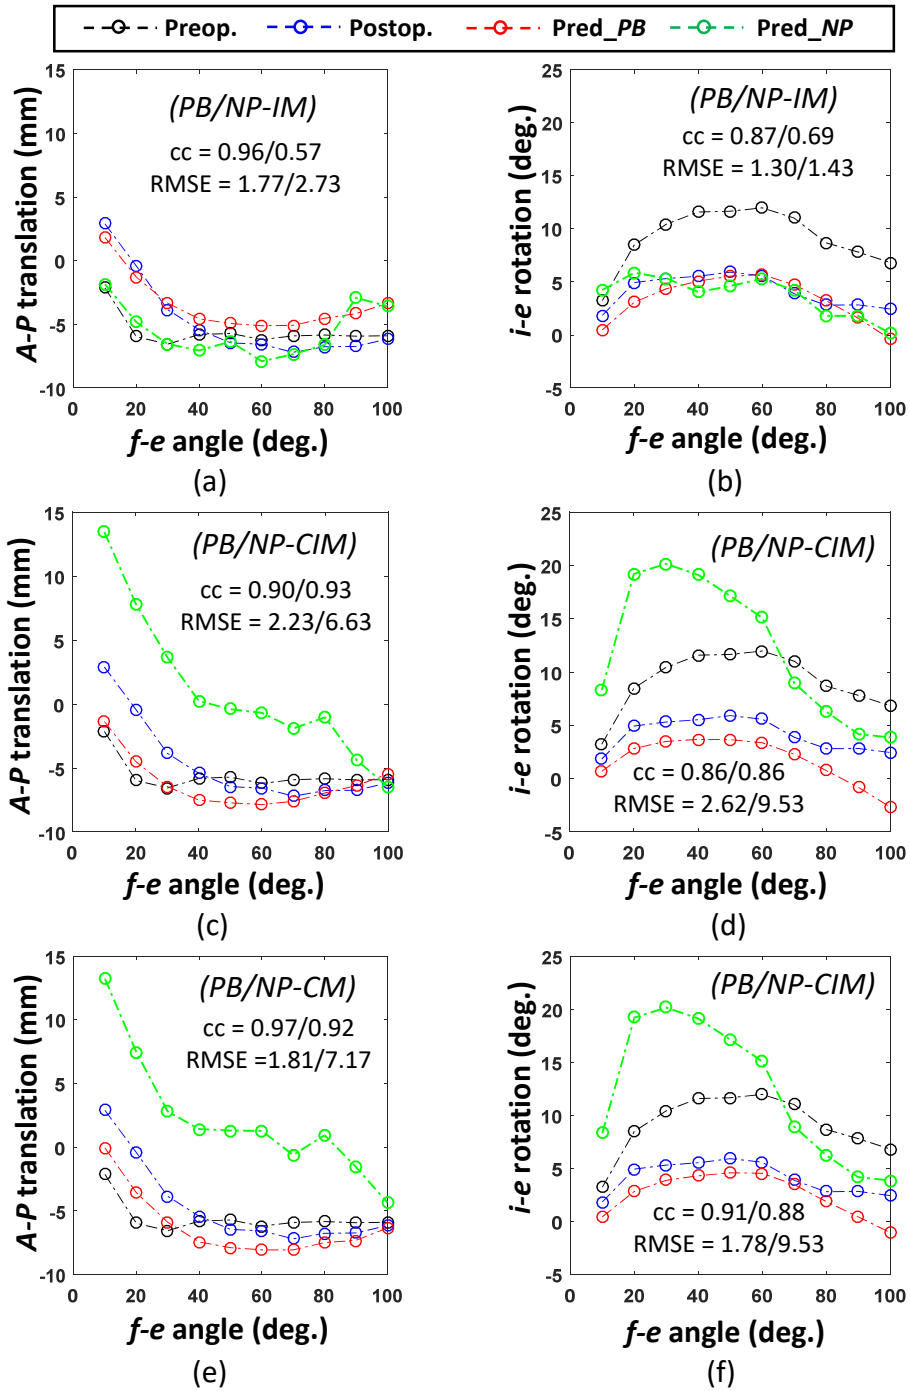 Preop. Postop. Pred_PB Pred_NP
15
10
5
0
-5
-10
A-P translation (mm)
(PB/NP-IM)
cc = 0.96/0.57
RMSE = 1.77/2.73
0 20 40 60 80 100
f-e angle (deg.)
(a)
25
20
15
10
5
0
-5
i-e rotation (deg.)
(PB/NP-IM)
cc = 0.87/0.69
RMSE = 1.30/1.43
0 20 40 60 80 100
f-e angle (deg.)
(b)
15
10
5
0
-5
-10
A-P translation (mm)
(PB/NP-CIM)
cc = 0.90/0.93
RMSE = 2.23/6.63
0 20 40 60 80 100
f-e angle (deg.)
(c)
25
20
15
10
5
0
-5
i-e rotation (deg.)
(PB/NP-CIM)
cc = 0.86/0.86
RMSE = 2.62/9.53
0 20 40 60 80 100
f-e angle (deg.)
(d)
15
10
5
0
-5
-10
A-P translation (mm)
(PB/NP-CM)
cc = 0.97/0.92
RMSE =1.81/7.17
0 20 40 60 80 100
f-e angle (deg.)
(e)
25
20
15
10
5
0
-5
i-e rotation (deg.)
(PB/NP-CIM)
cc = 0.91/0.88
RMSE = 1.78/9.53
0 20 40 60 80 100
f-e angle (deg.)
(f)